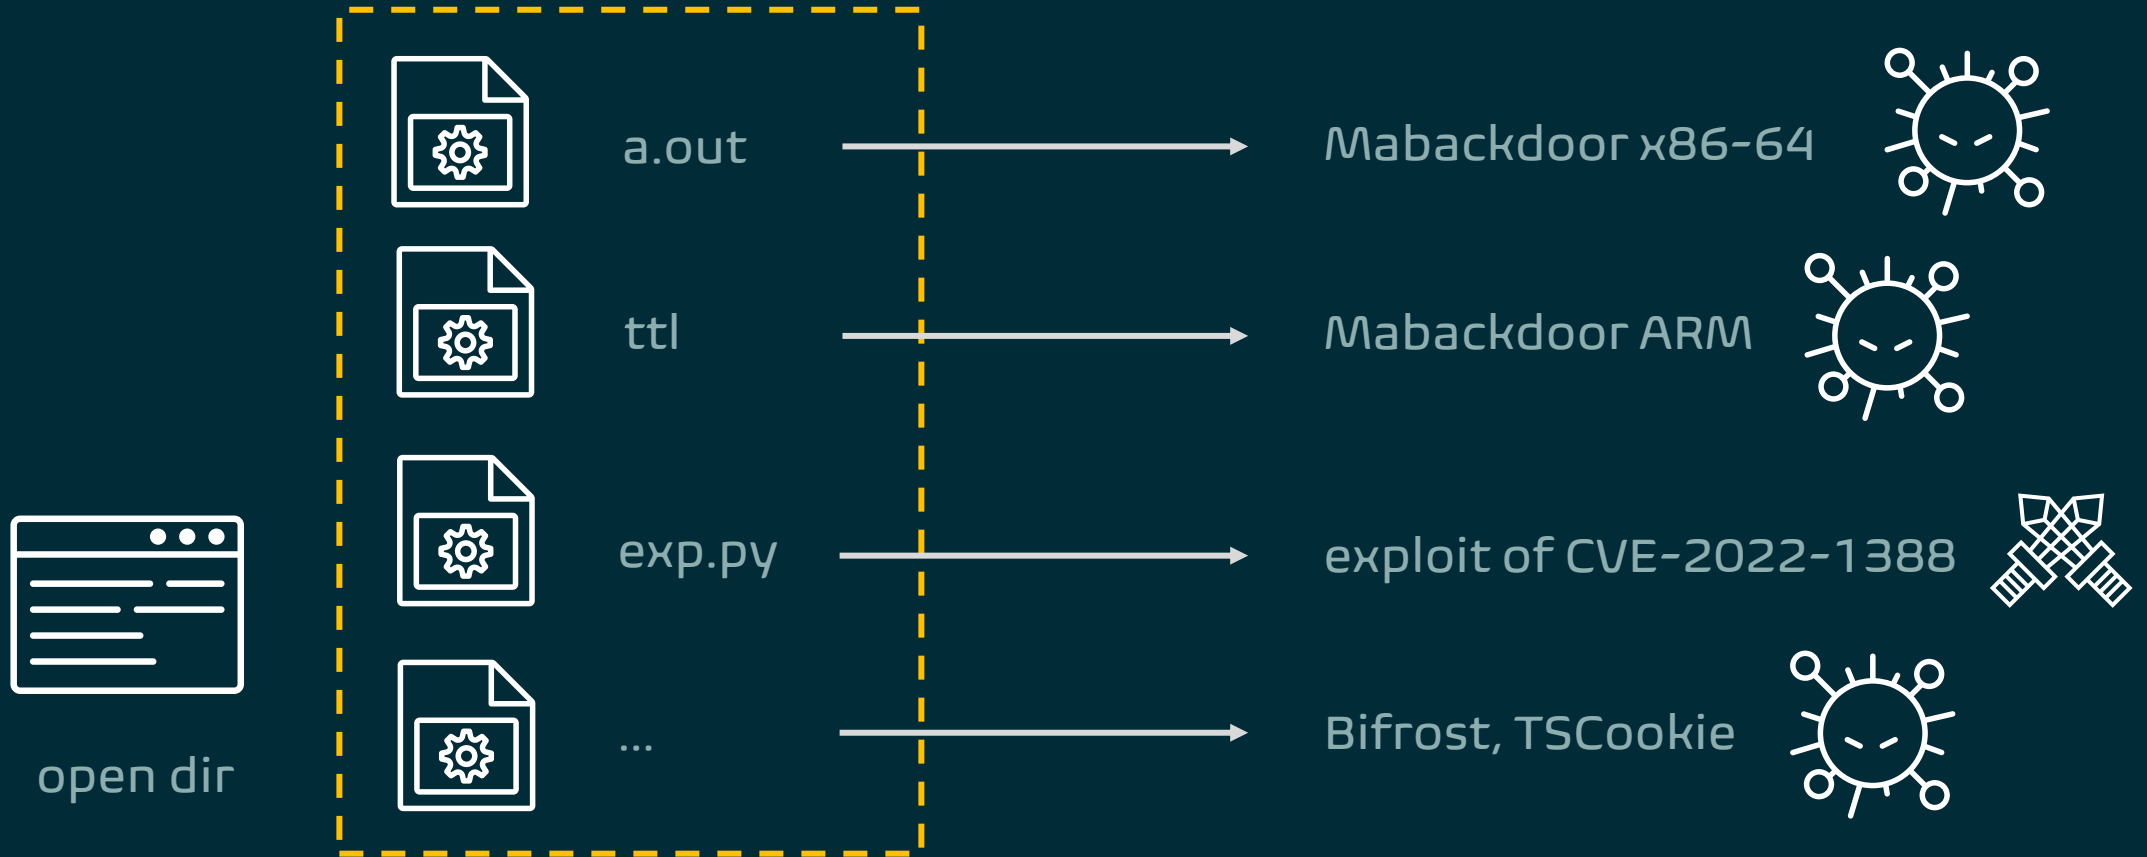 a.out
Mabackdoor x86-64
ttl
Mabackdoor ARM
exp.py
exploit of CVE-2022-1388
...
Bifrost, TSCookie
open dir